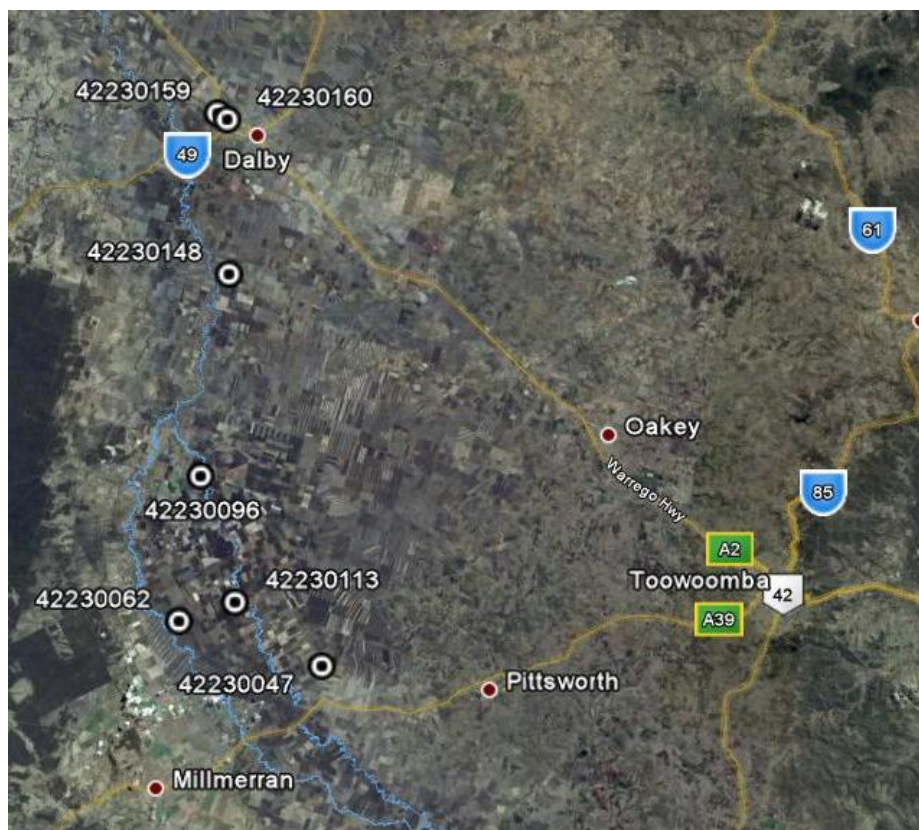 42230159
42230160
49
Dalby
61
42230148
Oakey
Warrego Hwy
42230096
85
A2
42230113
Toowoomba
42
42230062
A39
42230047
Pittsworth
Millmerran